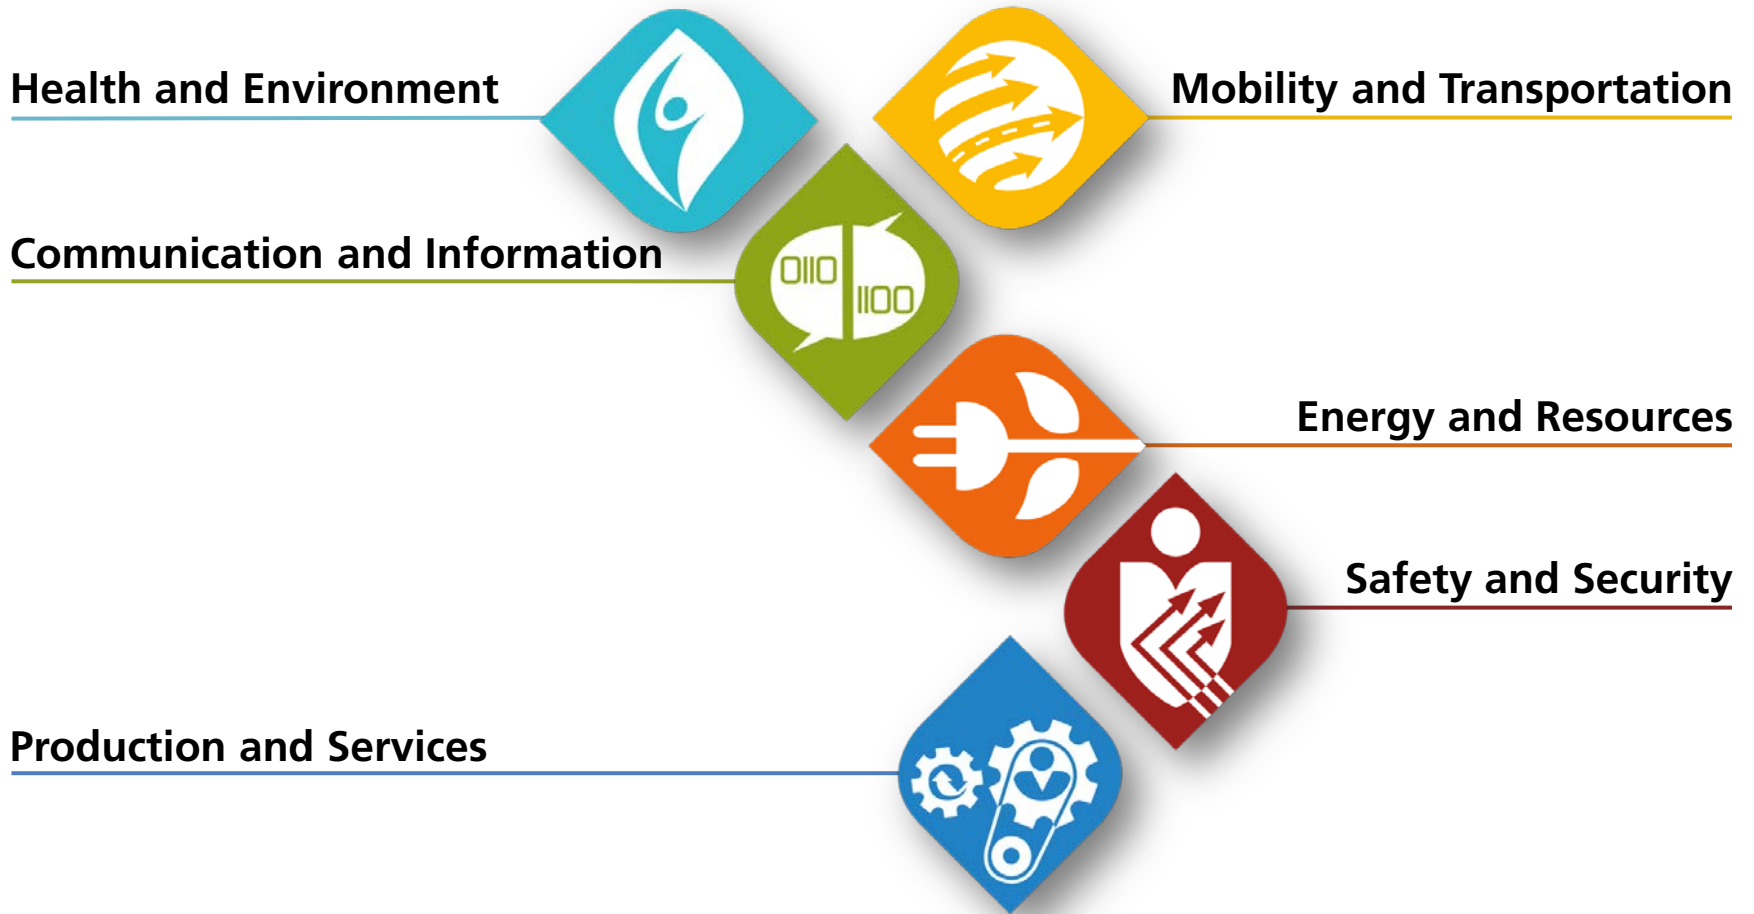 Health and Environment
Mobility and Transportation
Communication and Information
0110
1100
Energy and Resources
Safety and Security
Production and Services